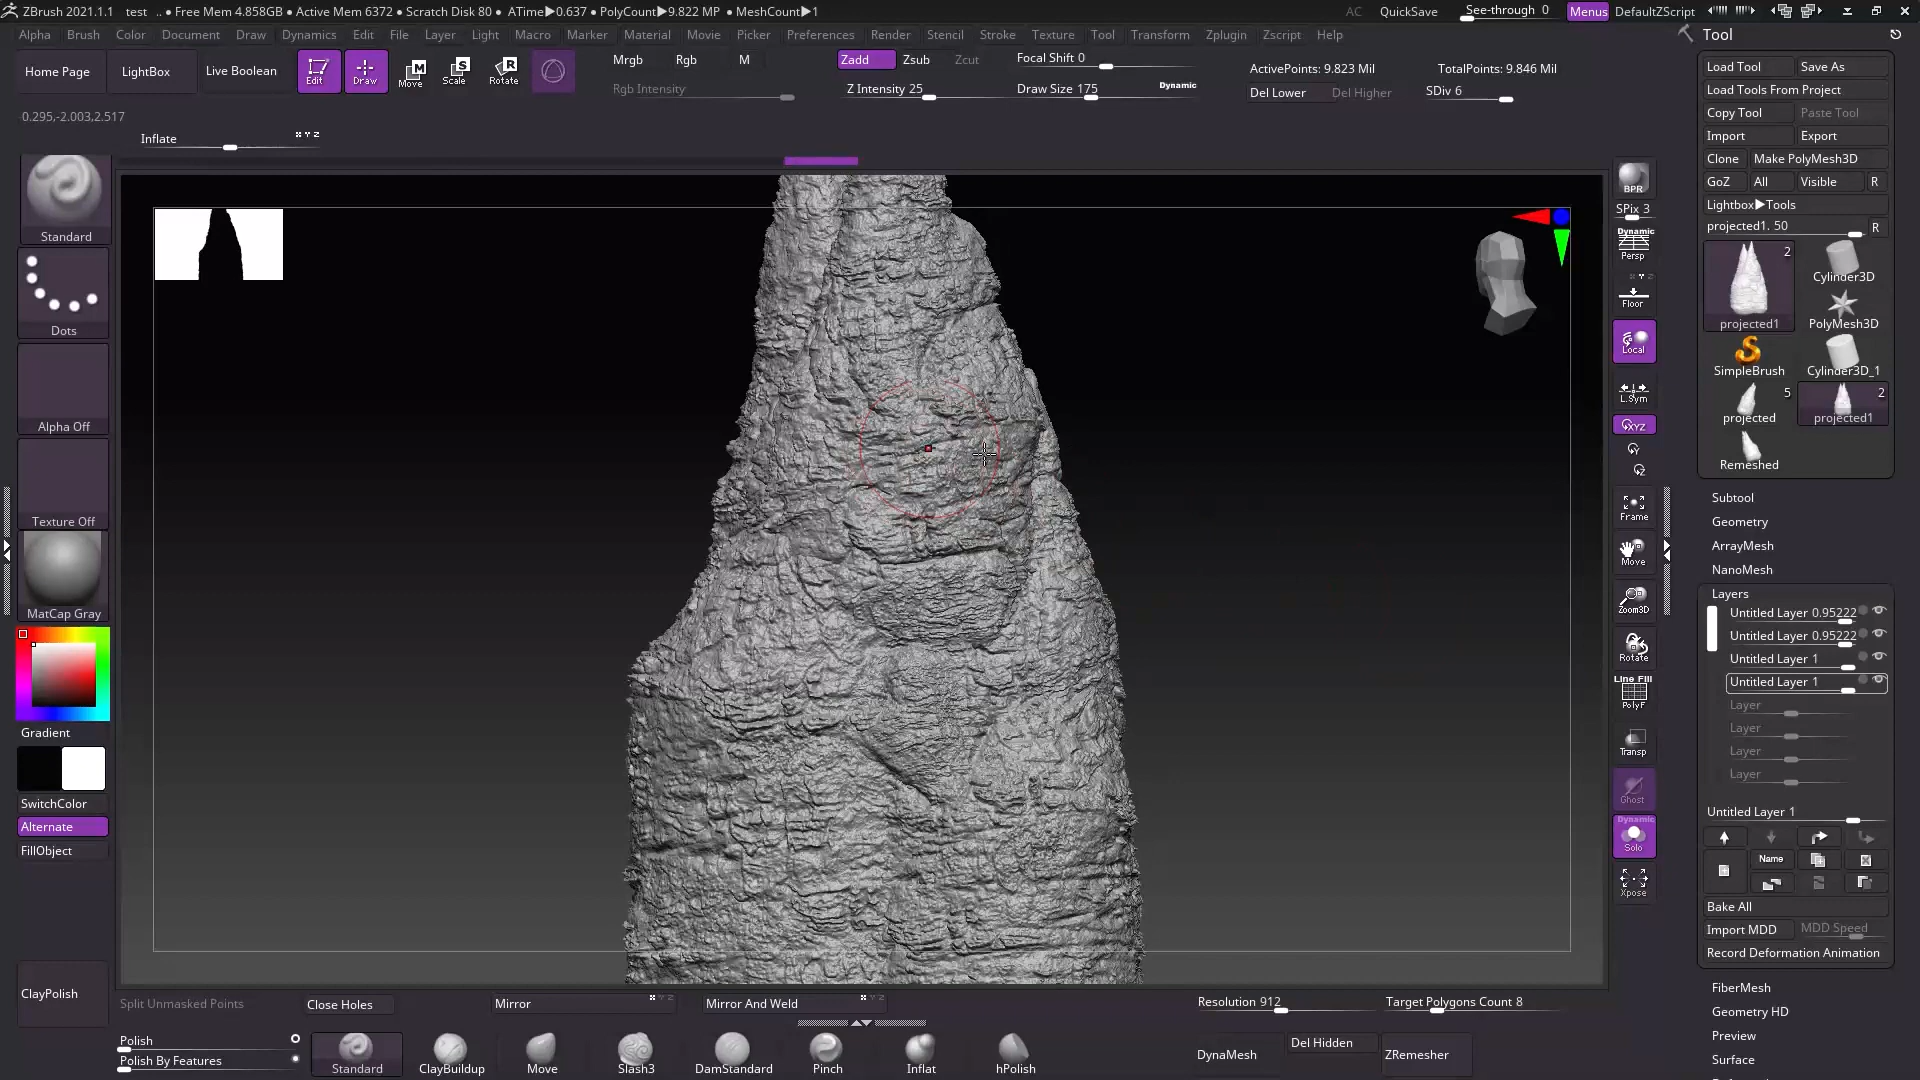 ZBrush 2021.1.1 test .. • Free Mem 4.858GB • Active Mem 6372 • Scratch Disk 80 • ATime▶0.637 • PolyCount▶9.822 MP • MeshCount▶1 AC QuickSave See-through 0 Menus DefaultZScript
Alpha Brush Color Document Draw Dynamics Edit File Layer Light Macro Marker Material Movie Picker Preferences Render Stencil Stroke Texture Tool Transform Zplugin Zscript Help
Home Page LightBox Live Boolean Edit Draw Move Scale Rotate
Mrgb Rgb M Zadd Zsub Zcut Focal Shift 0
Rgb Intensity Z Intensity 25 Draw Size 175 Dynamic
ActivePoints: 9.823 Mil TotalPoints: 9.846 Mil
Del Lower Del Higher SDiv 6
0.295,-2.003,2.517
Inflate X Y Z
Standard
Dots
Alpha Off
Texture Off
MatCap Gray
Gradient
SwitchColor
Alternate
FillObject
ClayPolish
BPR
SPix 3
Dynamic
Persp
Floor
Local
L.Sym
XYZ
Y
Z
Frame
Move
Zoom3D
Rotate
Line Fill
PolyF
Transp
Ghost
Dynamic
Solo
Xpose
Tool
Load Tool Save As
Load Tools From Project
Copy Tool Paste Tool
Import Export
Clone Make PolyMesh3D
GoZ All Visible R
Lightbox▶Tools
projected1. 50 R
2
projected1 Cylinder3D
PolyMesh3D
SimpleBrush Cylinder3D_1
5 2
projected projected1
Remeshed
Subtool
Geometry
ArrayMesh
NanoMesh
Layers
Untitled Layer 0.95222
Untitled Layer 0.95222
Untitled Layer 1
Untitled Layer 1
Layer
Layer
Layer
Layer
Untitled Layer 1
Name
Bake All
Import MDD MDD Speed
Record Deformation Animation
FiberMesh
Geometry HD
Preview
Surface
Split Unmasked Points Close Holes Mirror Mirror And Weld Resolution 912 Target Polygons Count 8
Polish
Polish By Features
Standard ClayBuildup Move Slash3 DamStandard Pinch Inflat hPolish
DynaMesh Del Hidden ZRemesher